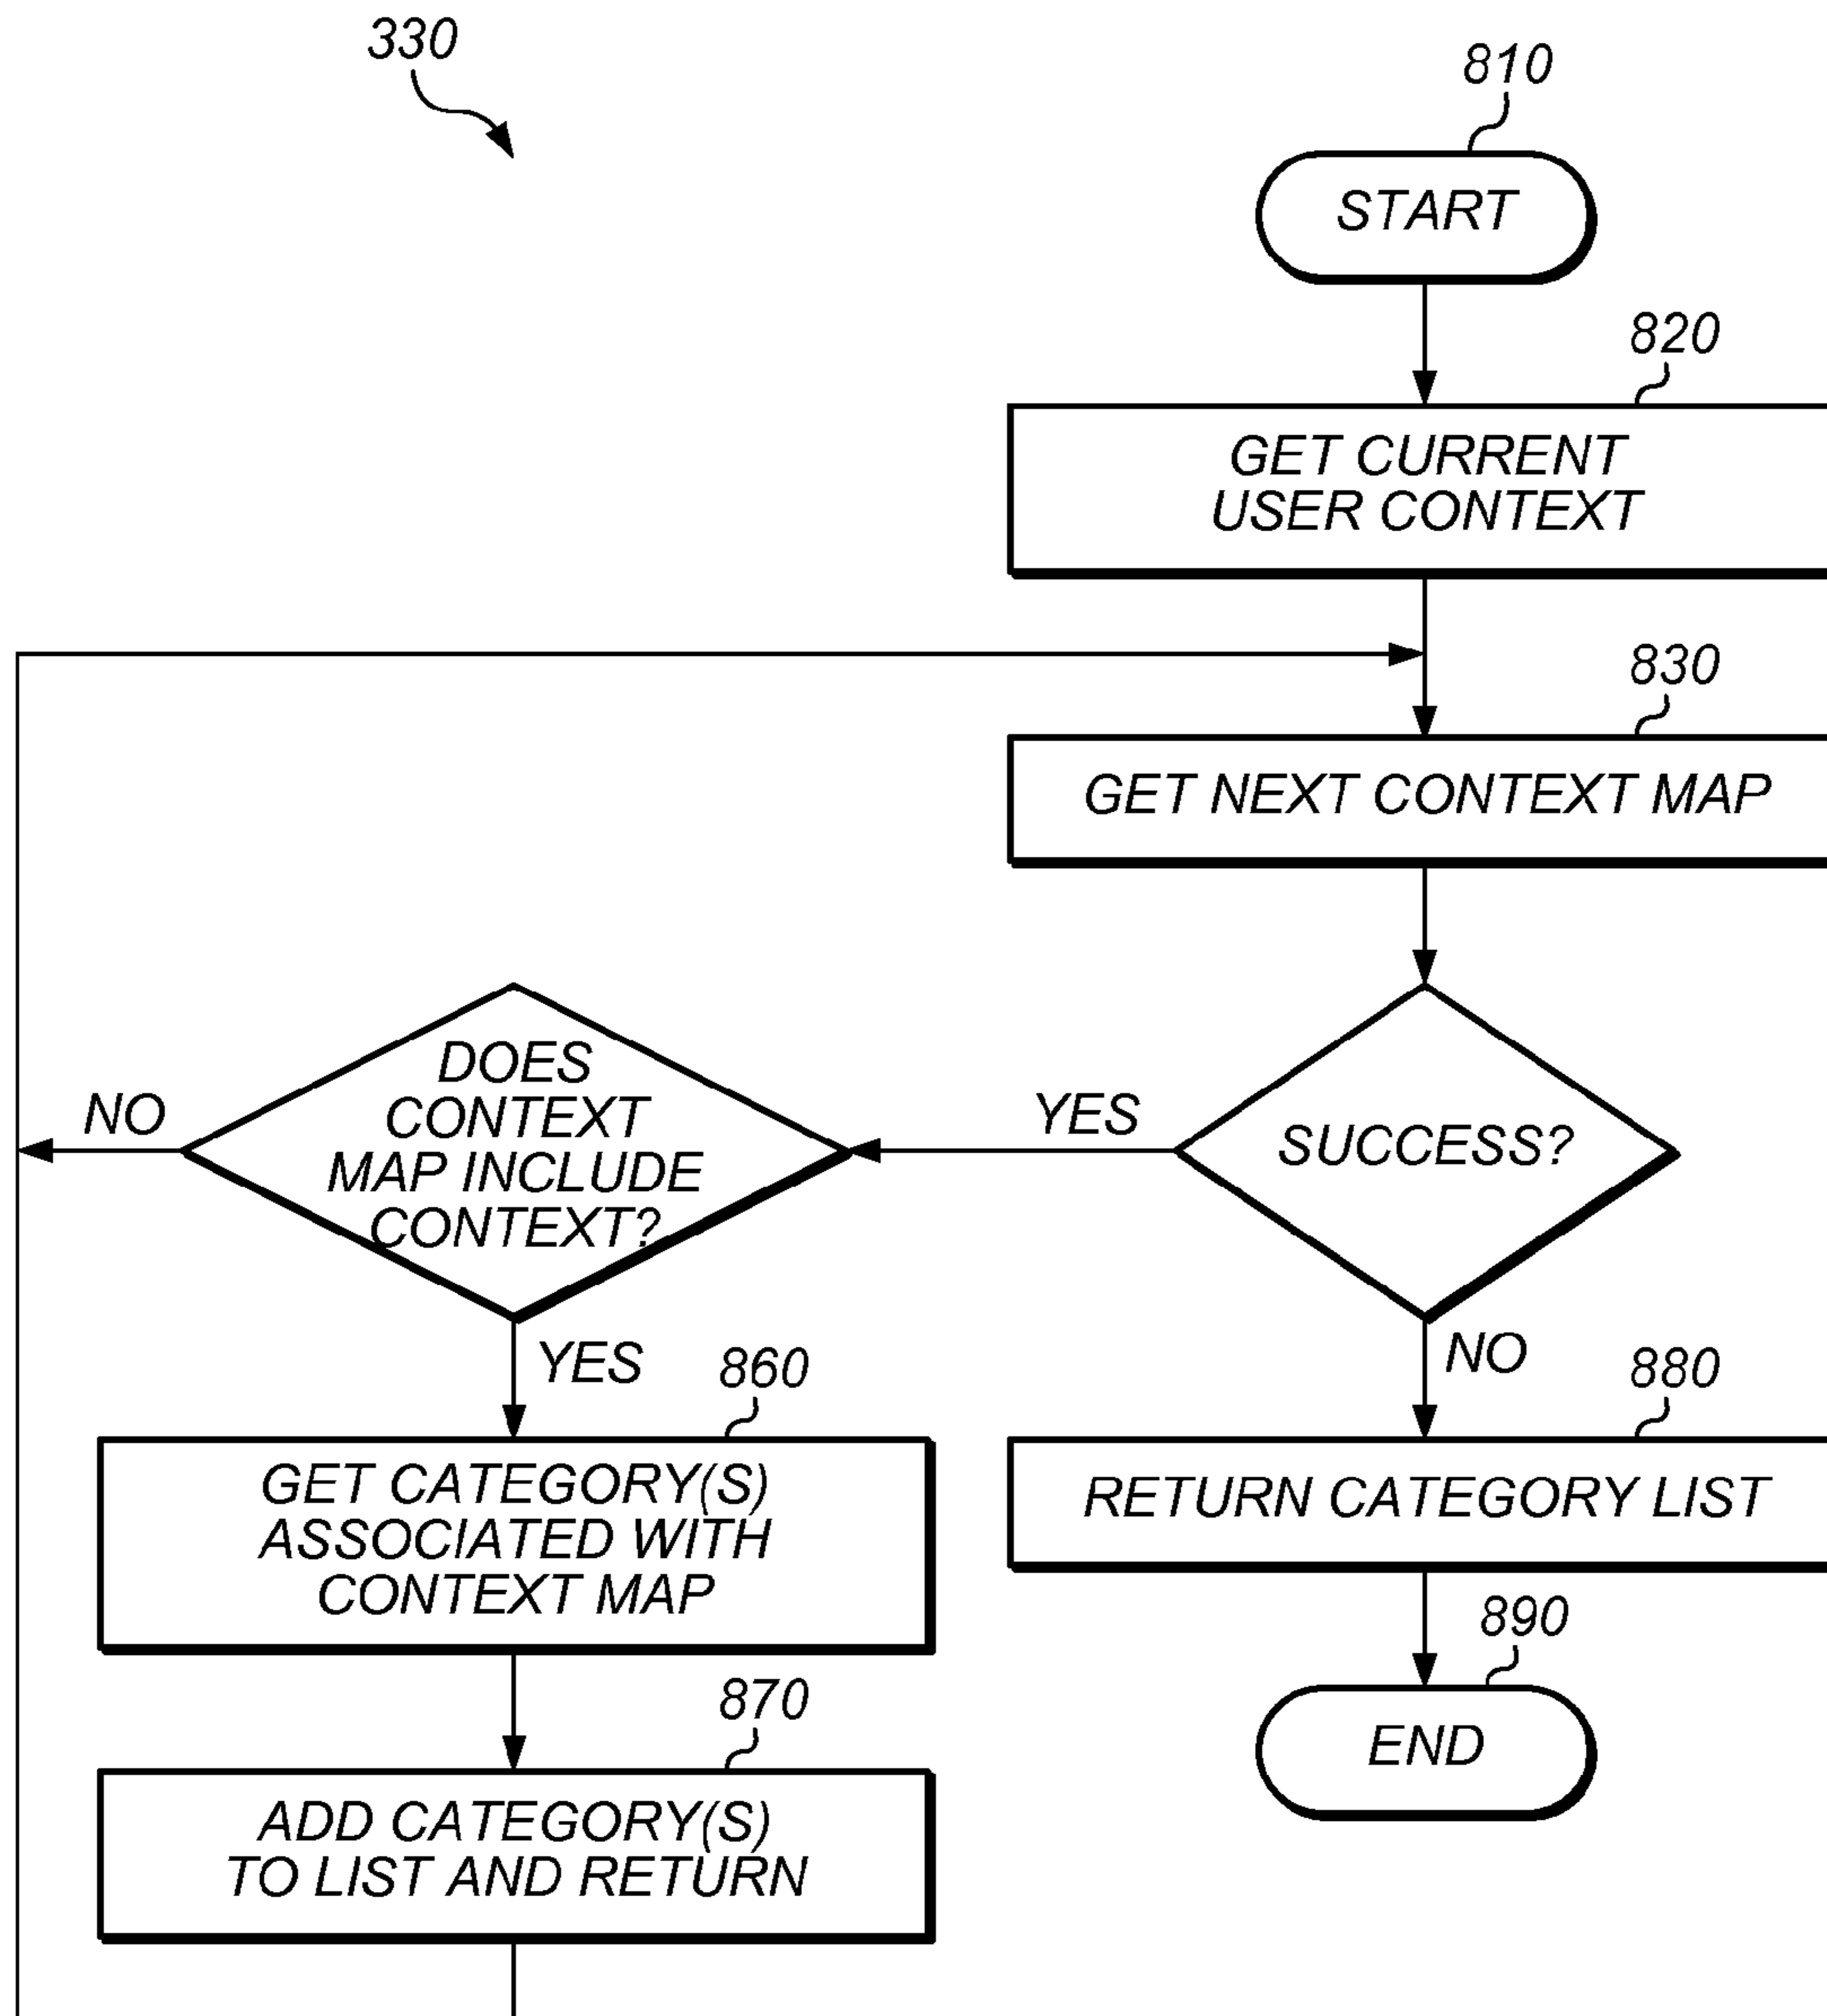 330
810
START
820
GET CURRENT
USER CONTEXT
830
GET NEXT CONTEXT MAP
DOES
CONTEXT
MAP INCLUDE
CONTEXT?
NO
YES
SUCCESS?
YES
860
NO
880
GET CATEGORY(S)
ASSOCIATED WITH
CONTEXT MAP
RETURN CATEGORY LIST
890
END
870
ADD CATEGORY(S)
TO LIST AND RETURN